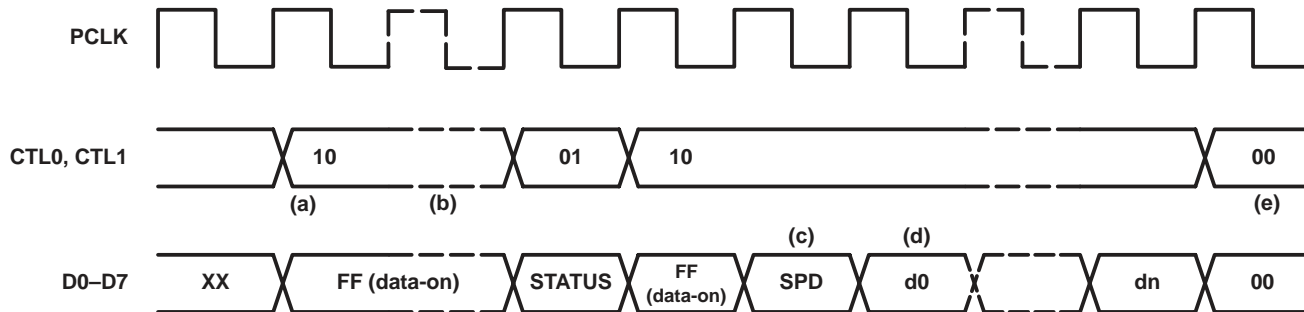 PCLK
CTL0, CTL1
10
01
10
00
(a)
(b)
(e)
(c)
(d)
D0–D7
XX
FF (data-on)
STATUS
FF
(data-on)
SPD
d0
dn
00